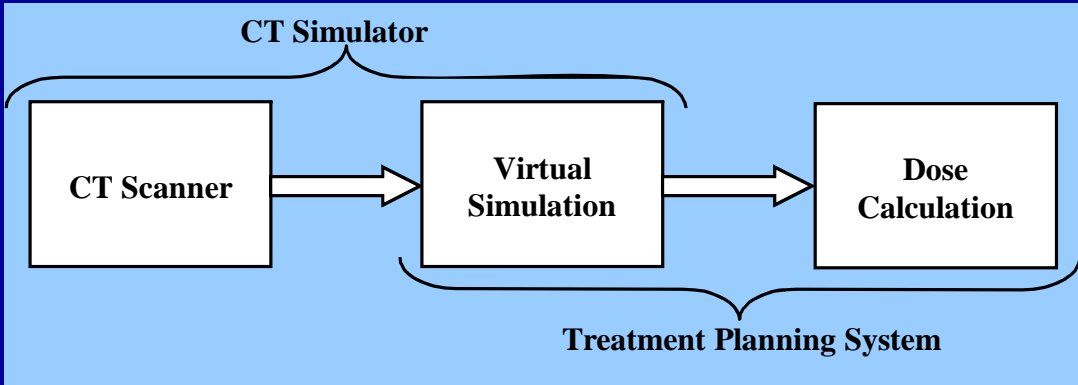 CT Simulator
CT Scanner
Virtual
Simulation
Dose
Calculation
Treatment Planning System